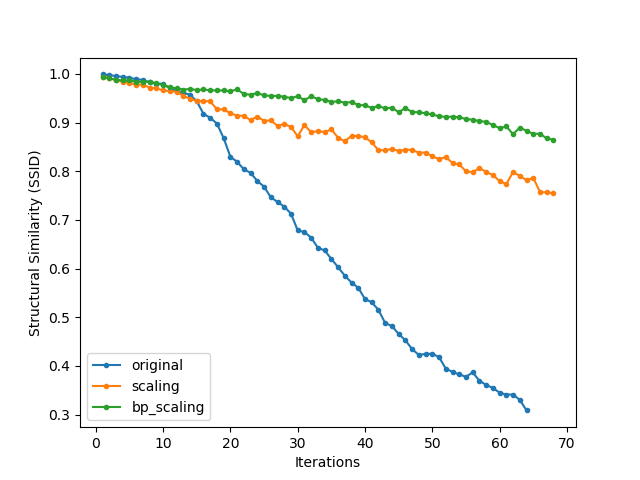 1.0
0.9
0.8
0.7
0.6
0.5
0.4
0.3
Structural Similarity (SSID)
original
scaling
bp_scaling
0 10 20 30 40 50 60 70
Iterations